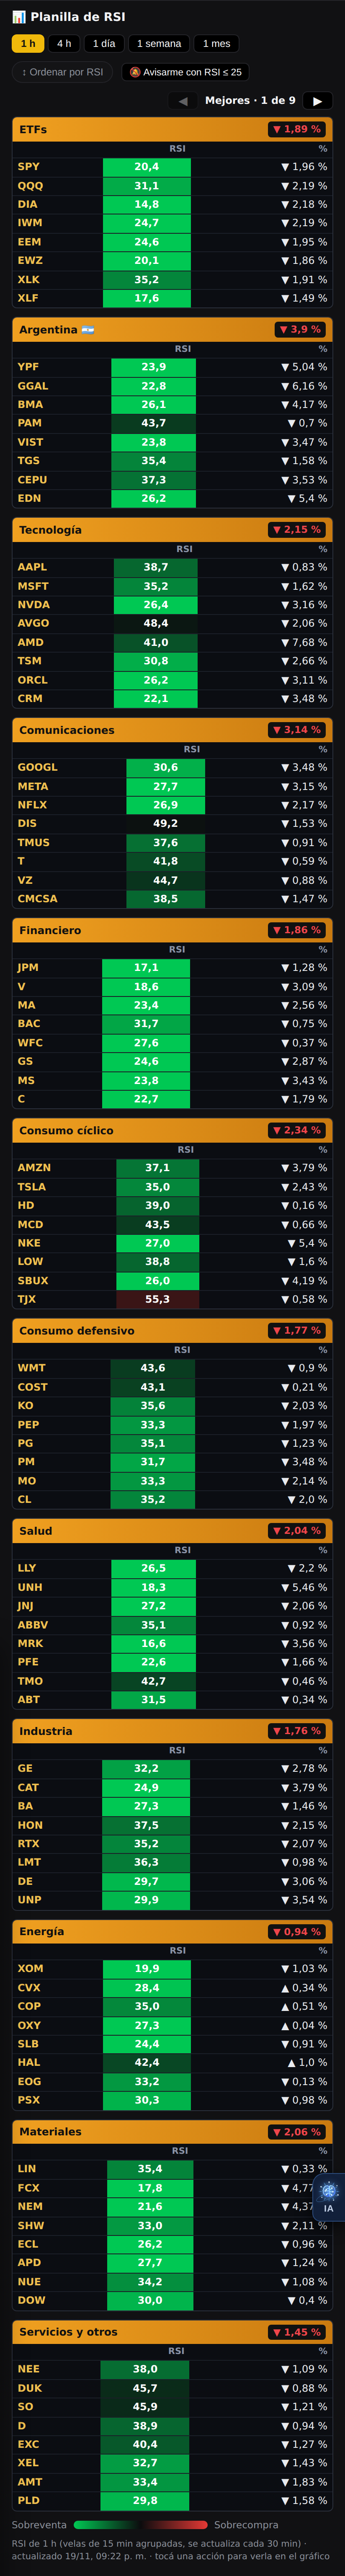 📊 Planilla de RSI
1 h 4 h 1 día 1 semana 1 mes
↕ Ordenar por RSI 🔕 Avisarme con RSI ≤ 25
◀ Mejores · 1 de 9 ▶
ETFs ▼ 1,89 %
RSI %
SPY 20,4 ▼ 1,96 %
QQQ 31,1 ▼ 2,19 %
DIA 14,8 ▼ 2,18 %
IWM 24,7 ▼ 2,19 %
EEM 24,6 ▼ 1,95 %
EWZ 20,1 ▼ 1,86 %
XLK 35,2 ▼ 1,91 %
XLF 17,6 ▼ 1,49 %
Argentina 🇦🇷 ▼ 3,9 %
RSI %
YPF 23,9 ▼ 5,04 %
GGAL 22,8 ▼ 6,16 %
BMA 26,1 ▼ 4,17 %
PAM 43,7 ▼ 0,7 %
VIST 23,8 ▼ 3,47 %
TGS 35,4 ▼ 1,58 %
CEPU 37,3 ▼ 3,53 %
EDN 26,2 ▼ 5,4 %
Tecnología ▼ 2,15 %
RSI %
AAPL 38,7 ▼ 0,83 %
MSFT 35,2 ▼ 1,62 %
NVDA 26,4 ▼ 3,16 %
AVGO 48,4 ▼ 2,06 %
AMD 41,0 ▼ 7,68 %
TSM 30,8 ▼ 2,66 %
ORCL 26,2 ▼ 3,11 %
CRM 22,1 ▼ 3,48 %
Comunicaciones ▼ 3,14 %
RSI %
GOOGL 30,6 ▼ 3,48 %
META 27,7 ▼ 3,15 %
NFLX 26,9 ▼ 2,17 %
DIS 49,2 ▼ 1,53 %
TMUS 37,6 ▼ 0,91 %
T 41,8 ▼ 0,59 %
VZ 44,7 ▼ 0,88 %
CMCSA 38,5 ▼ 1,47 %
Financiero ▼ 1,86 %
RSI %
JPM 17,1 ▼ 1,28 %
V 18,6 ▼ 3,09 %
MA 23,4 ▼ 2,56 %
BAC 31,7 ▼ 0,75 %
WFC 27,6 ▼ 0,37 %
GS 24,6 ▼ 2,87 %
MS 23,8 ▼ 3,43 %
C 22,7 ▼ 1,79 %
Consumo cíclico ▼ 2,34 %
RSI %
AMZN 37,1 ▼ 3,79 %
TSLA 35,0 ▼ 2,43 %
HD 39,0 ▼ 0,16 %
MCD 43,5 ▼ 0,66 %
NKE 27,0 ▼ 5,4 %
LOW 38,8 ▼ 1,6 %
SBUX 26,0 ▼ 4,19 %
TJX 55,3 ▼ 0,58 %
Consumo defensivo ▼ 1,77 %
RSI %
WMT 43,6 ▼ 0,9 %
COST 43,1 ▼ 0,21 %
KO 35,6 ▼ 2,03 %
PEP 33,3 ▼ 1,97 %
PG 35,1 ▼ 1,23 %
PM 31,7 ▼ 3,48 %
MO 33,3 ▼ 2,14 %
CL 35,2 ▼ 2,0 %
Salud ▼ 2,04 %
RSI %
LLY 26,5 ▼ 2,2 %
UNH 18,3 ▼ 5,46 %
JNJ 27,2 ▼ 2,06 %
ABBV 35,1 ▼ 0,92 %
MRK 16,6 ▼ 3,56 %
PFE 22,6 ▼ 1,66 %
TMO 42,7 ▼ 0,46 %
ABT 31,5 ▼ 0,34 %
Industria ▼ 1,76 %
RSI %
GE 32,2 ▼ 2,78 %
CAT 24,9 ▼ 3,79 %
BA 27,3 ▼ 1,46 %
HON 37,5 ▼ 2,15 %
RTX 35,2 ▼ 2,07 %
LMT 36,3 ▼ 0,98 %
DE 29,7 ▼ 3,06 %
UNP 29,9 ▼ 3,54 %
Energía ▼ 0,94 %
RSI %
XOM 19,9 ▼ 1,03 %
CVX 28,4 ▲ 0,34 %
COP 35,0 ▲ 0,51 %
OXY 27,3 ▲ 0,04 %
SLB 24,4 ▼ 0,91 %
HAL 42,4 ▲ 1,0 %
EOG 33,2 ▼ 0,13 %
PSX 30,3 ▼ 0,98 %
Materiales ▼ 2,06 %
RSI %
LIN 35,4 ▼ 0,33 %
FCX 17,8 ▼ 4,77
NEM 21,6 ▼ 4,37
IA
SHW 33,0 ▼ 2,11 %
ECL 26,2 ▼ 0,96 %
APD 27,7 ▼ 1,24 %
NUE 34,2 ▼ 1,08 %
DOW 30,0 ▼ 0,4 %
Servicios y otros ▼ 1,45 %
RSI %
NEE 38,0 ▼ 1,09 %
DUK 45,7 ▼ 0,88 %
SO 45,9 ▼ 1,21 %
D 38,9 ▼ 0,94 %
EXC 40,4 ▼ 1,27 %
XEL 32,7 ▼ 1,43 %
AMT 33,4 ▼ 1,83 %
PLD 29,8 ▼ 1,58 %
Sobreventa Sobrecompra
RSI de 1 h (velas de 15 min agrupadas, se actualiza cada 30 min) ·
actualizado 19/11, 09:22 p. m. · tocá una acción para verla en el gráfico